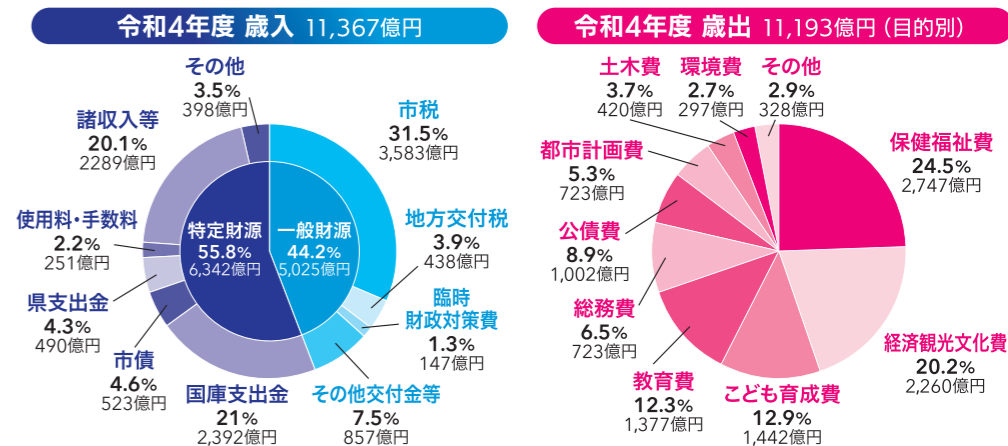 令和4年度 歳入 11,367億円
その他
3.5%
398億円
市税
31.5%
3,583億円
諸収入等
20.1%
2289億円
使用料・手数料
2.2%
251億円
特定財源
55.8%
6,342億円
一般財源
44.2%
5,025億円
地方交付税
3.9%
438億円
県支出金
4.3%
490億円
臨時
財政対策費
1.3%
147億円
市債
4.6%
523億円
国庫支出金
21%
2,392億円
その他交付金等
7.5%
857億円
令和4年度 歳出 11,193億円（目的別）
土木費
3.7%
420億円
環境費
2.7%
297億円
その他
2.9%
328億円
保健福祉費
24.5%
2,747億円
都市計画費
5.3%
723億円
公債費
8.9%
1,002億円
総務費
6.5%
723億円
教育費
12.3%
1,377億円
こども育成費
12.9%
1,442億円
経済観光文化費
20.2%
2,260億円